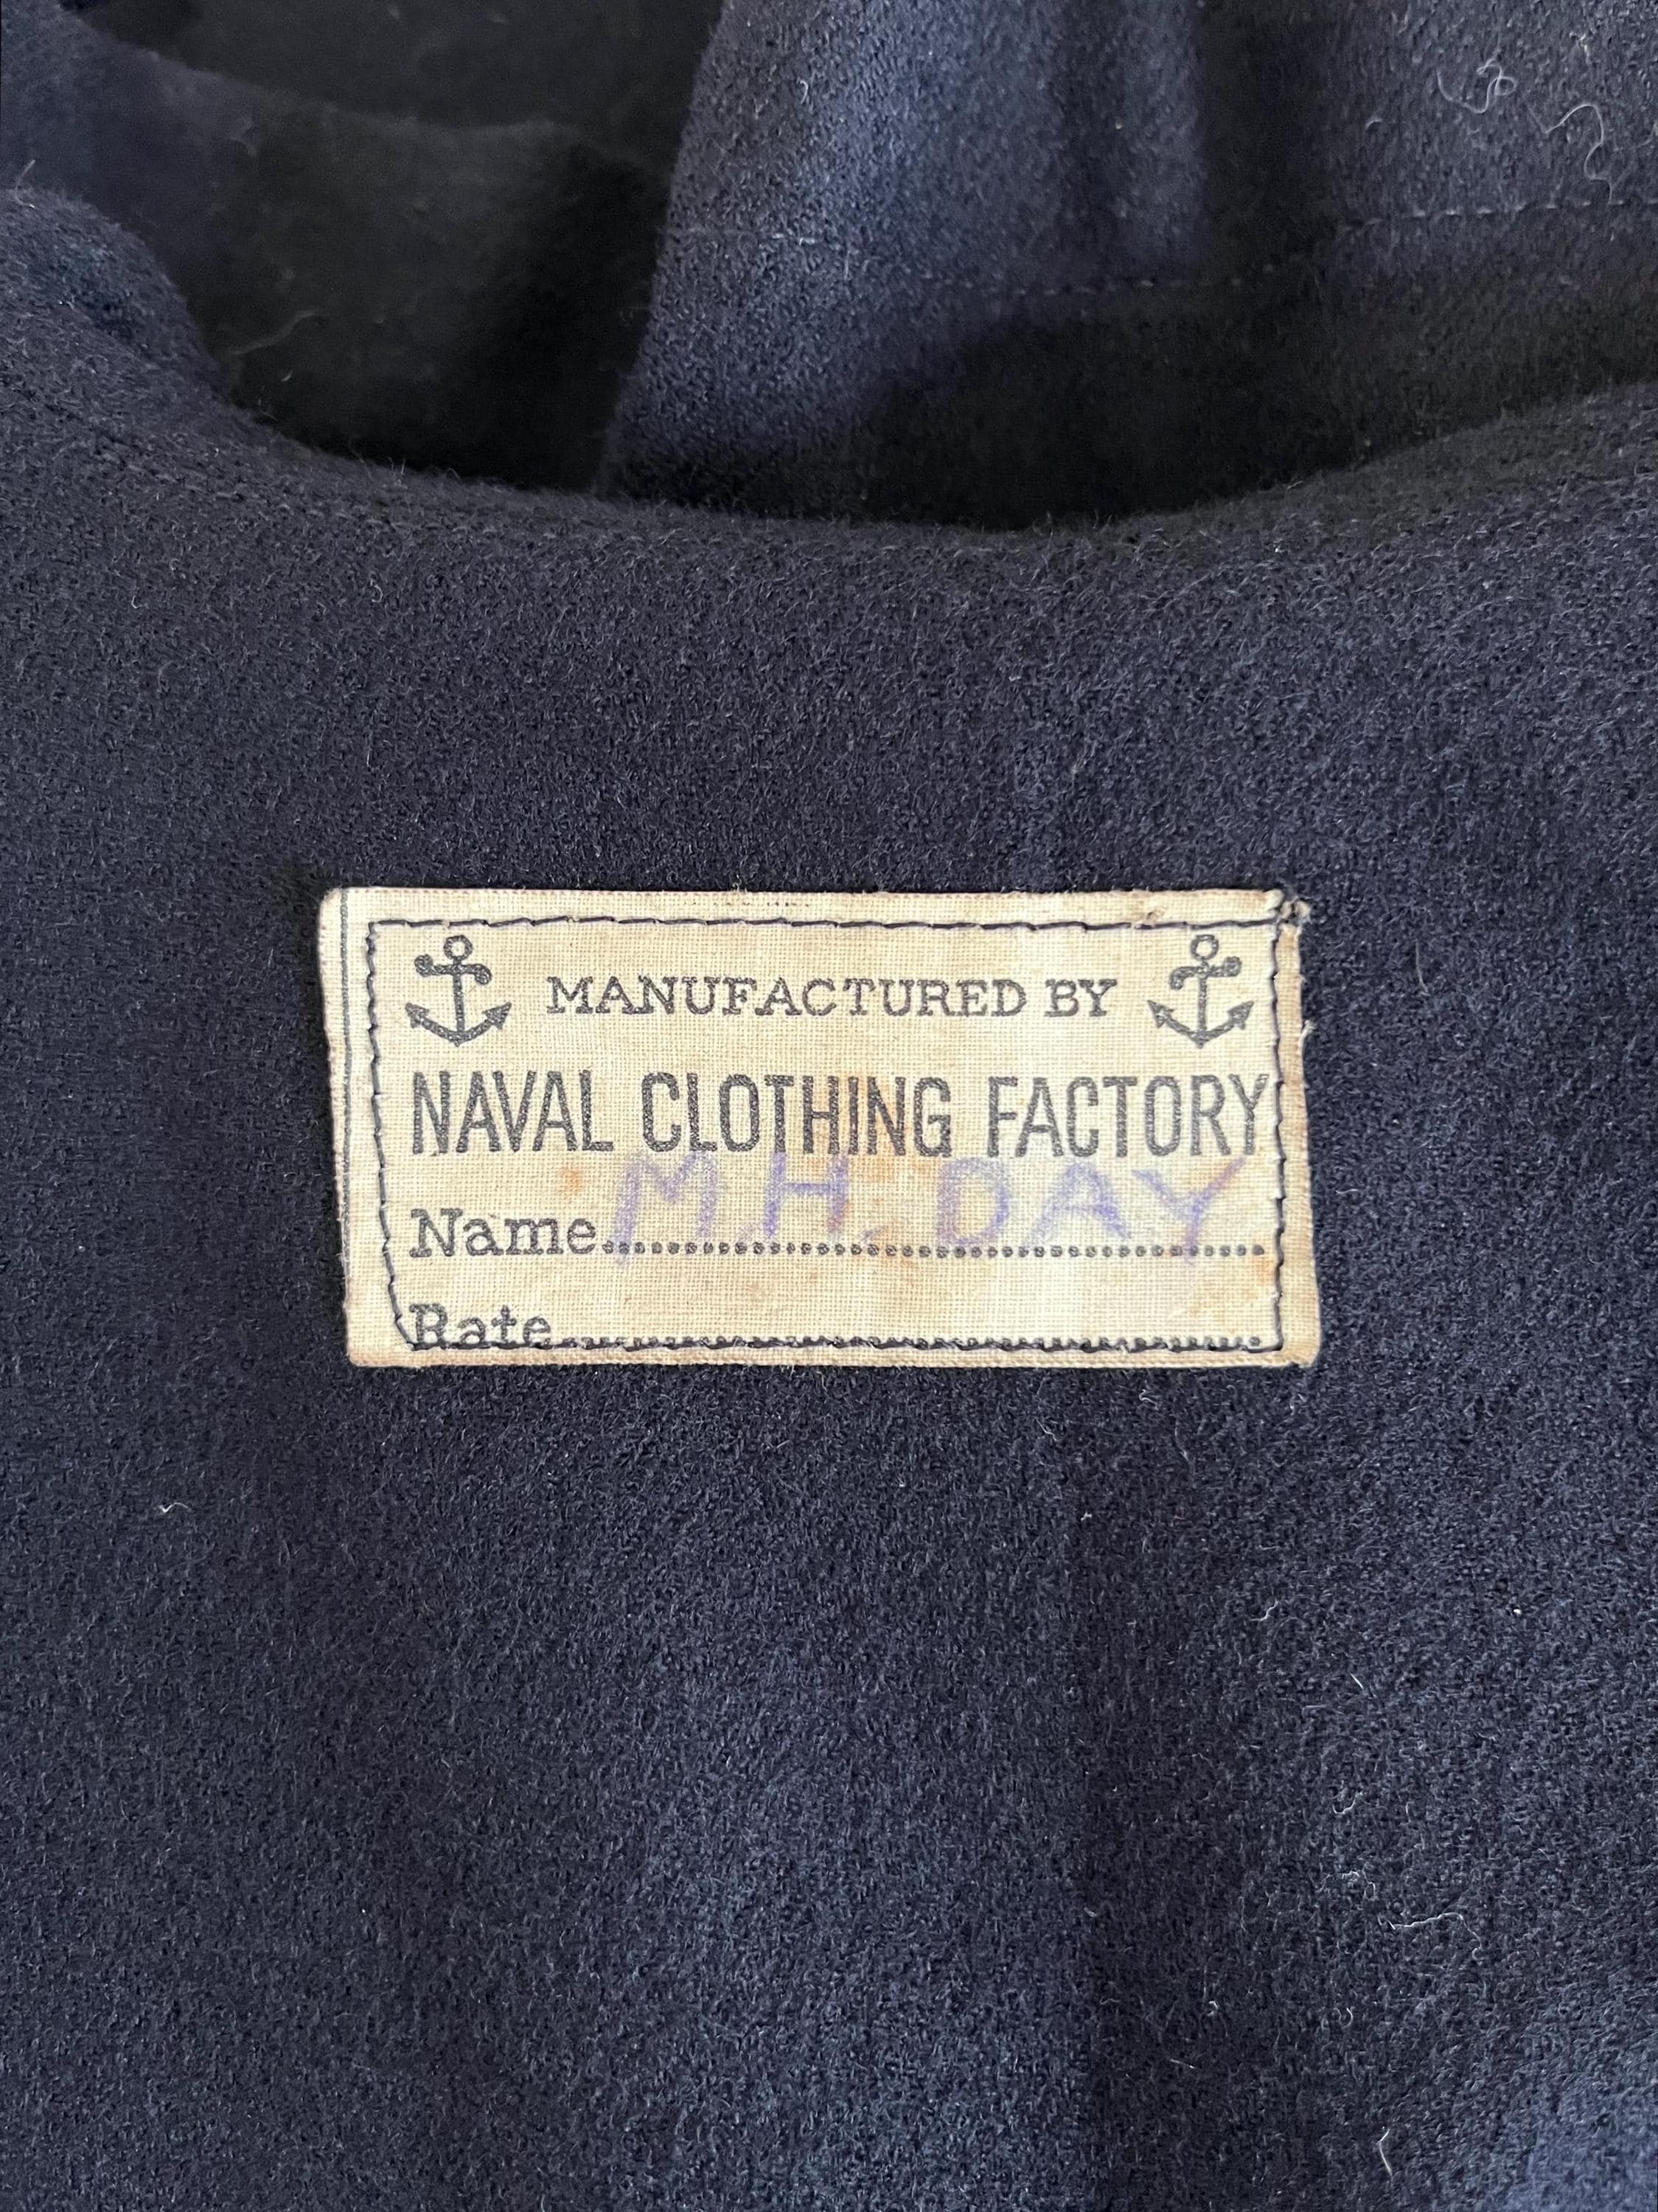 MANUFACTURED BY
NAVAL CLOTHING FACTORY
Name M.H. DAY
Rate